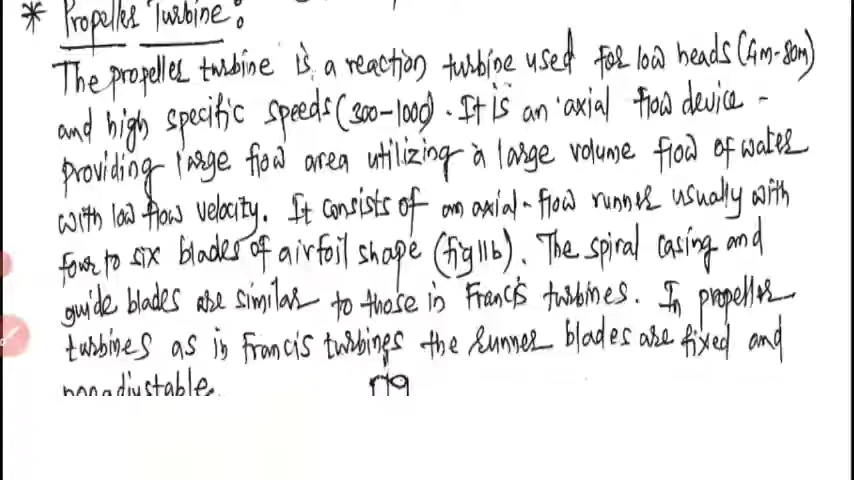 * Propeller Turbine:
The propeller turbine is a reaction turbine used for low heads (4m-80m)
and high specific speeds (300-1000). It is an axial flow device -
providing large flow area utilizing a large volume flow of water
with low flow velocity. It consists of an axial-flow runner usually with
four to six blades of airfoil shape (fig 11b). The spiral casing and
guide blades are similar to those in Francis turbines. In propeller
turbines as in Francis turbines the runner blades are fixed and
nonadjustable.